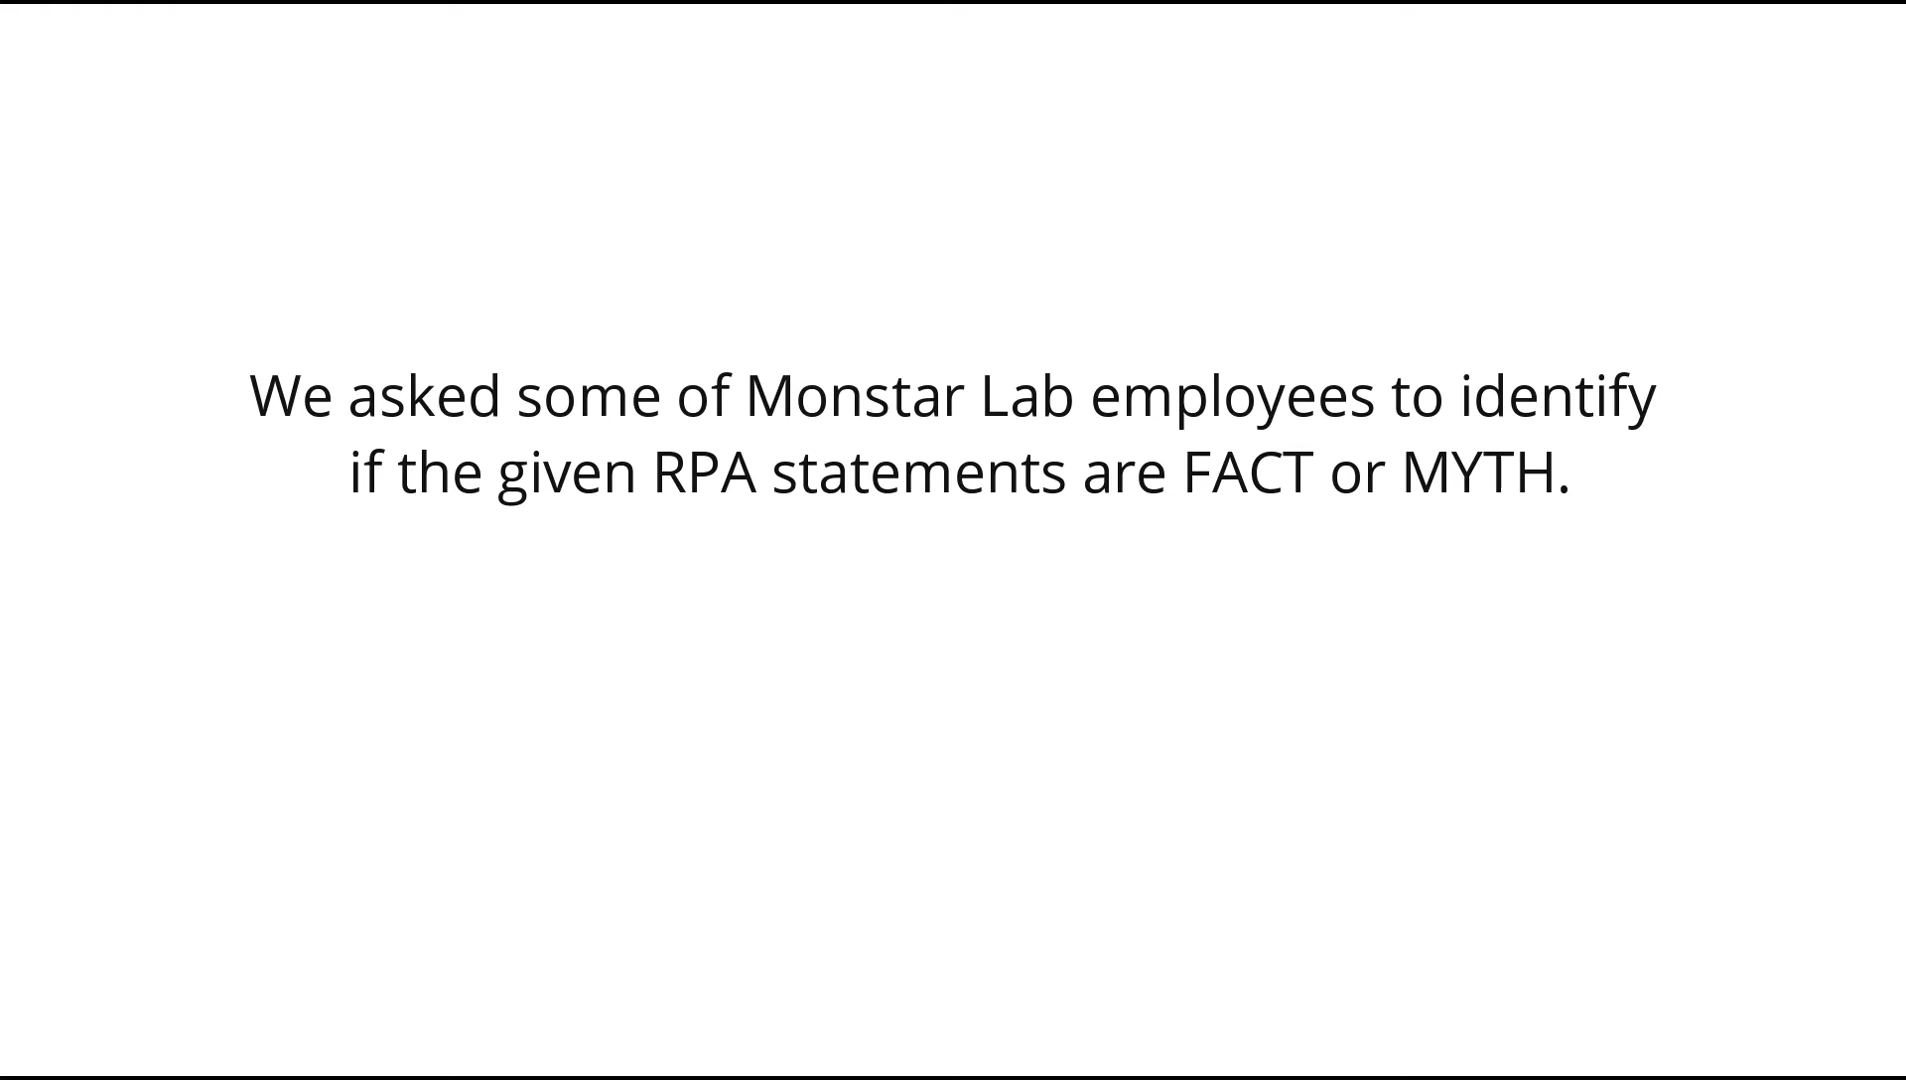 We asked some of Monstar Lab employees to identify
if the given RPA statements are FACT or MYTH.